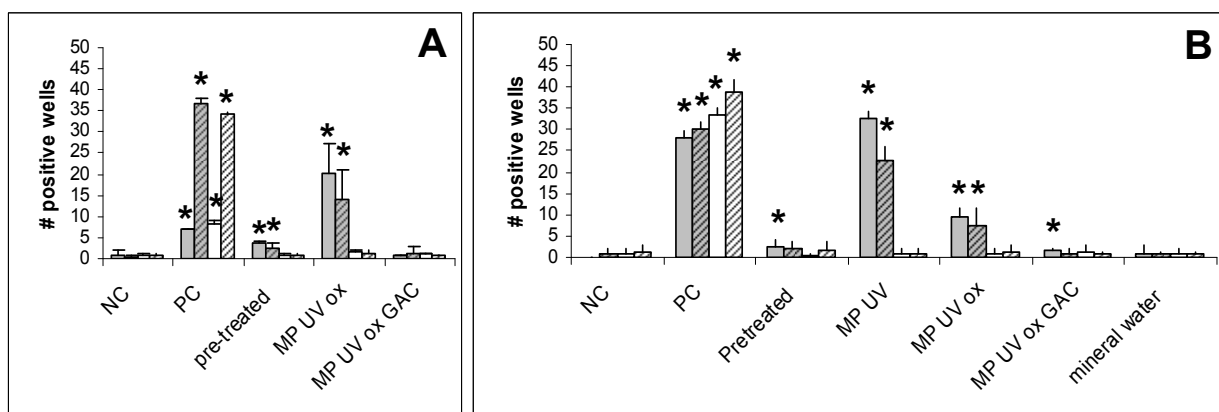 A
# positive wells
50
45
40
35
30
25
20
15
10
5
0
* * * * * * * *
NC
PC
pre-treated
MP UV ox
MP UV ox GAC
B
# positive wells
50
45
40
35
30
25
20
15
10
5
0
* * * * * * * * * *
NC
PC
Pretreated
MP UV
MP UV ox
MP UV ox GAC
mineral water